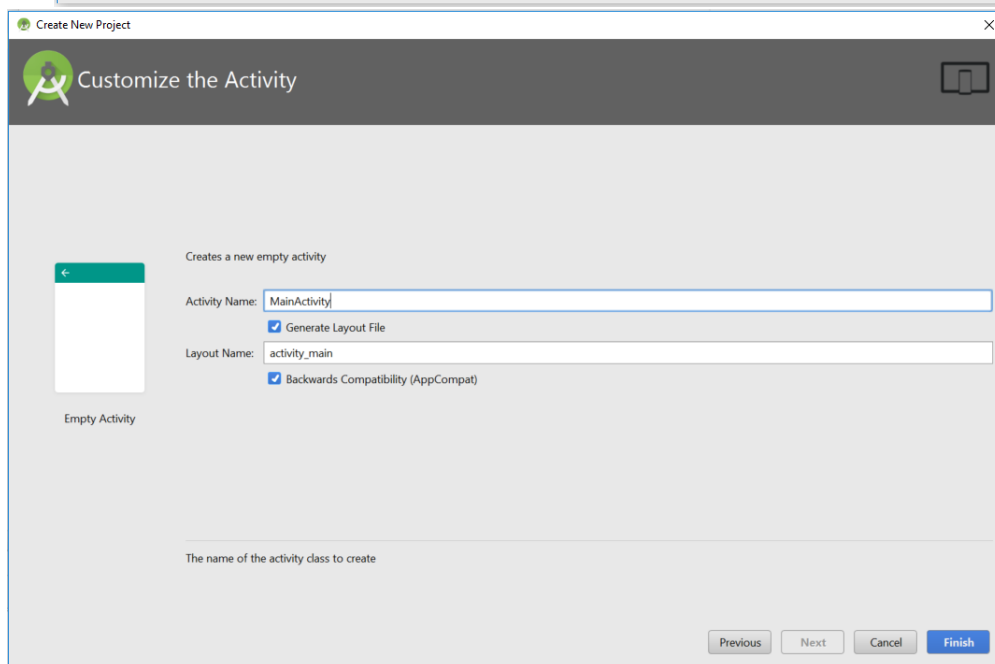 Create New Project
Customize the Activity
Creates a new empty activity
Activity Name: MainActivity
Generate Layout File
Layout Name: activity_main
Backwards Compatibility (AppCompat)
Empty Activity
The name of the activity class to create
Previous Next Cancel Finish